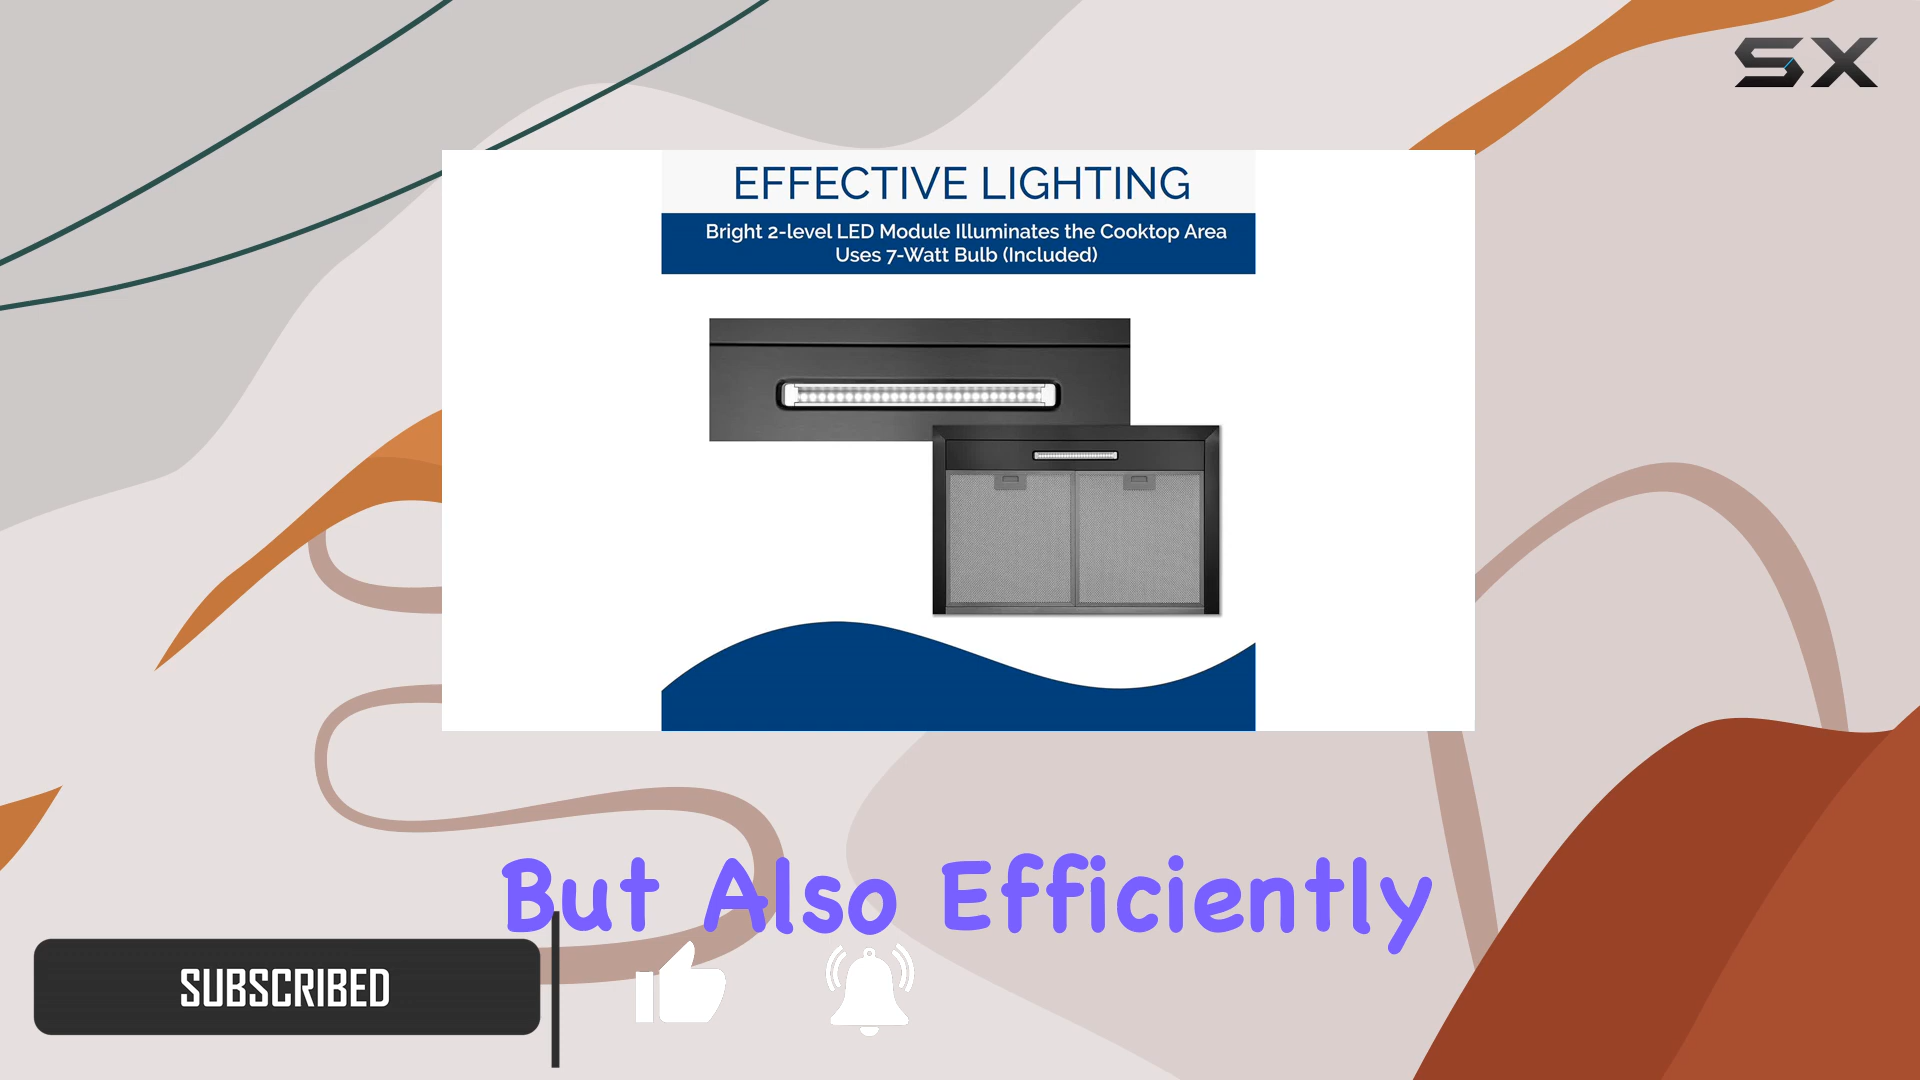 SX
EFFECTIVE LIGHTING
Bright 2-level LED Module Illuminates the Cooktop Area
Uses 7-Watt Bulb (Included)
But Also Efficiently
SUBSCRIBED